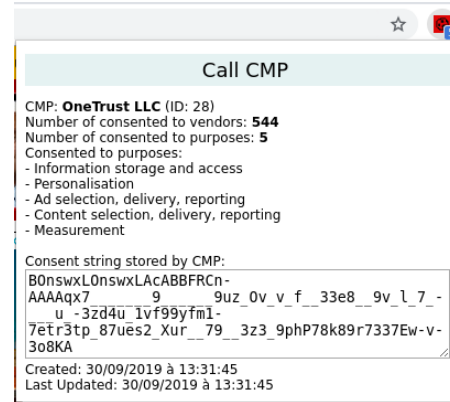 Call CMP
CMP: OneTrust LLC (ID: 28)
Number of consented to vendors: 544
Number of consented to purposes: 5
Consented to purposes:
- Information storage and access
- Personalisation
- Ad selection, delivery, reporting
- Content selection, delivery, reporting
- Measurement
Consent string stored by CMP:
BOnswxLOnswxLAcABBFRCn-
AAAAqx7_______9______9uz_Ov_v_f__33e8__9v_l_7_-
___u_-3zd4u_1vf99yfm1-
7etr3tp_87ues2_Xur__79__3z3_9phP78k89r7337Ew-v-
3o8KA
Created: 30/09/2019 à 13:31:45
Last Updated: 30/09/2019 à 13:31:45